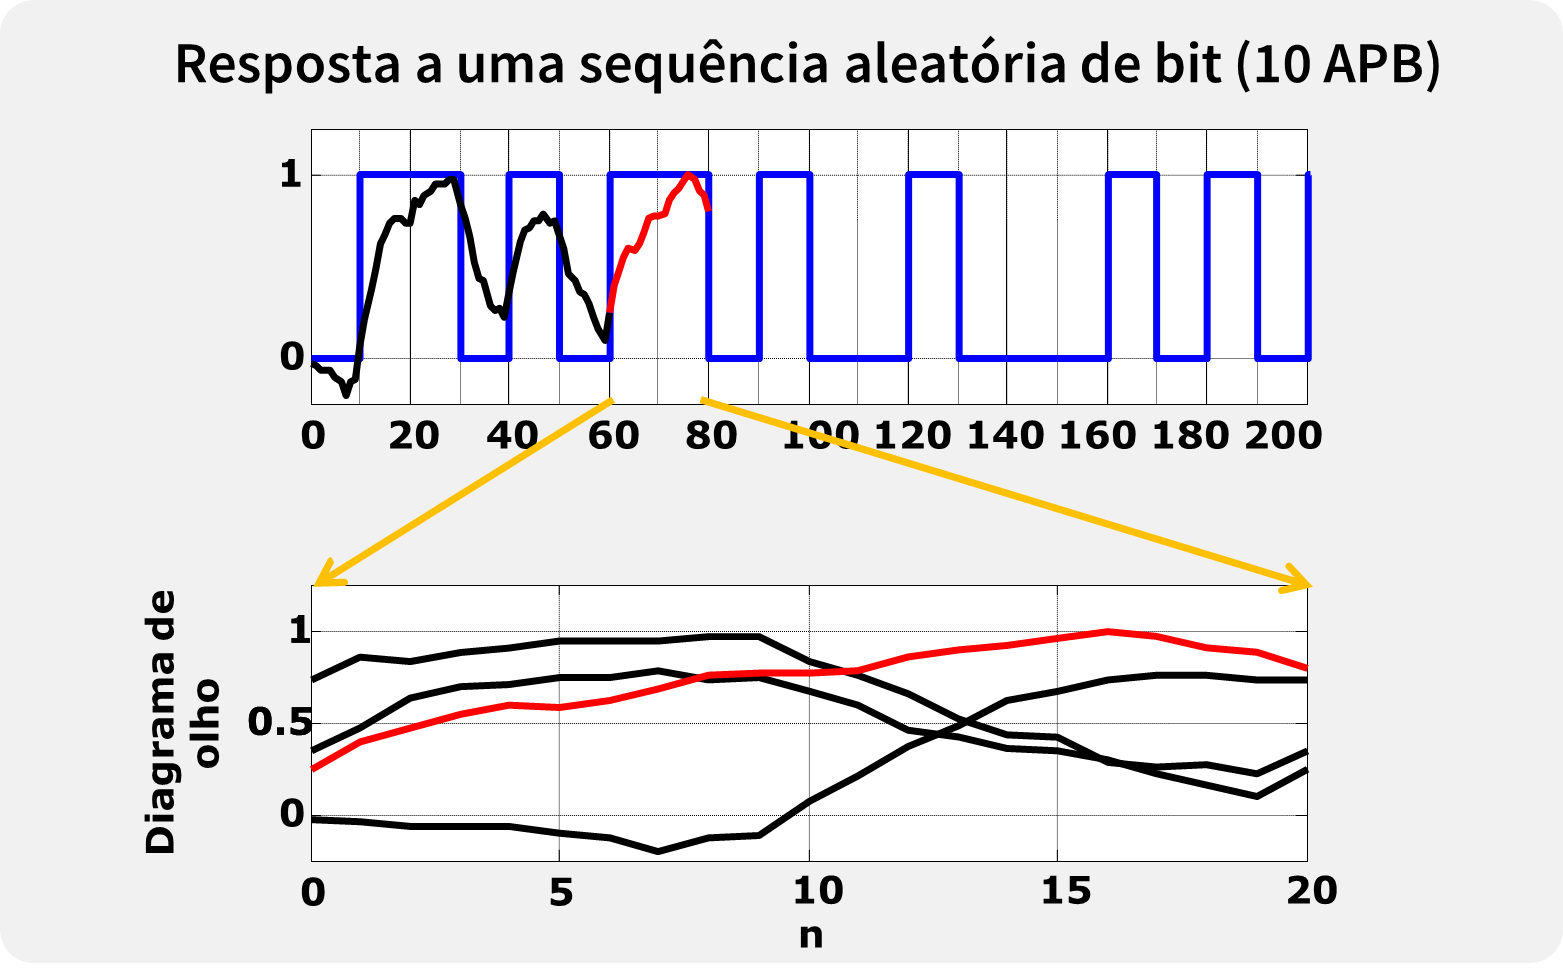 Resposta a uma sequência aleatória de bit (10 APB)
1
0
0 20 40 60 80 100 120 140 160 180 200
Diagrama de
olho
1
0.5
0
0 5 10 15 20
n